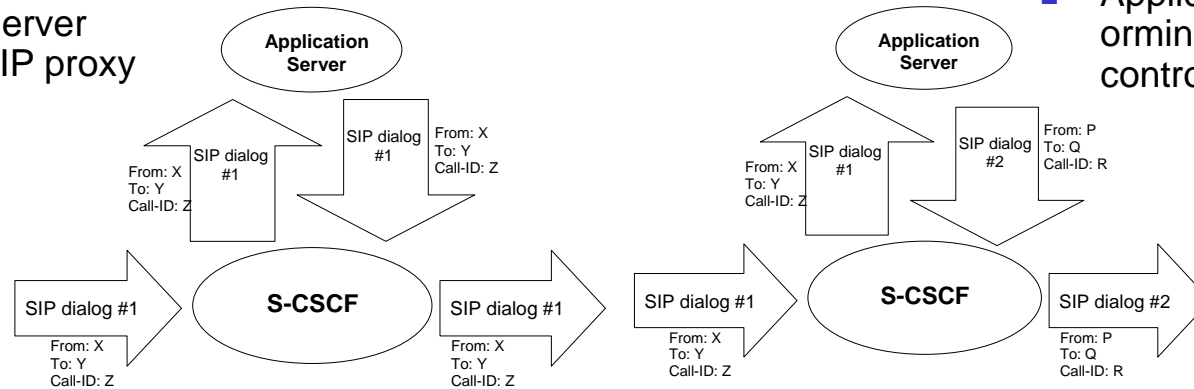 erver
IP proxy
Application
Server
SIP dialog
#1
From: X
To: Y
Call-ID: Z
SIP dialog
#1
From: X
To: Y
Call-ID: Z
SIP dialog #1
From: X
To: Y
Call-ID: Z
S-CSCF
SIP dialog #1
From: X
To: Y
Call-ID: Z
orming
contro
Application
Server
SIP dialog
#1
From: X
To: Y
Call-ID: Z
SIP dialog
#2
From: P
To: Q
Call-ID: R
SIP dialog #1
From: X
To: Y
Call-ID: Z
S-CSCF
SIP dialog #2
From: P
To: Q
Call-ID: R